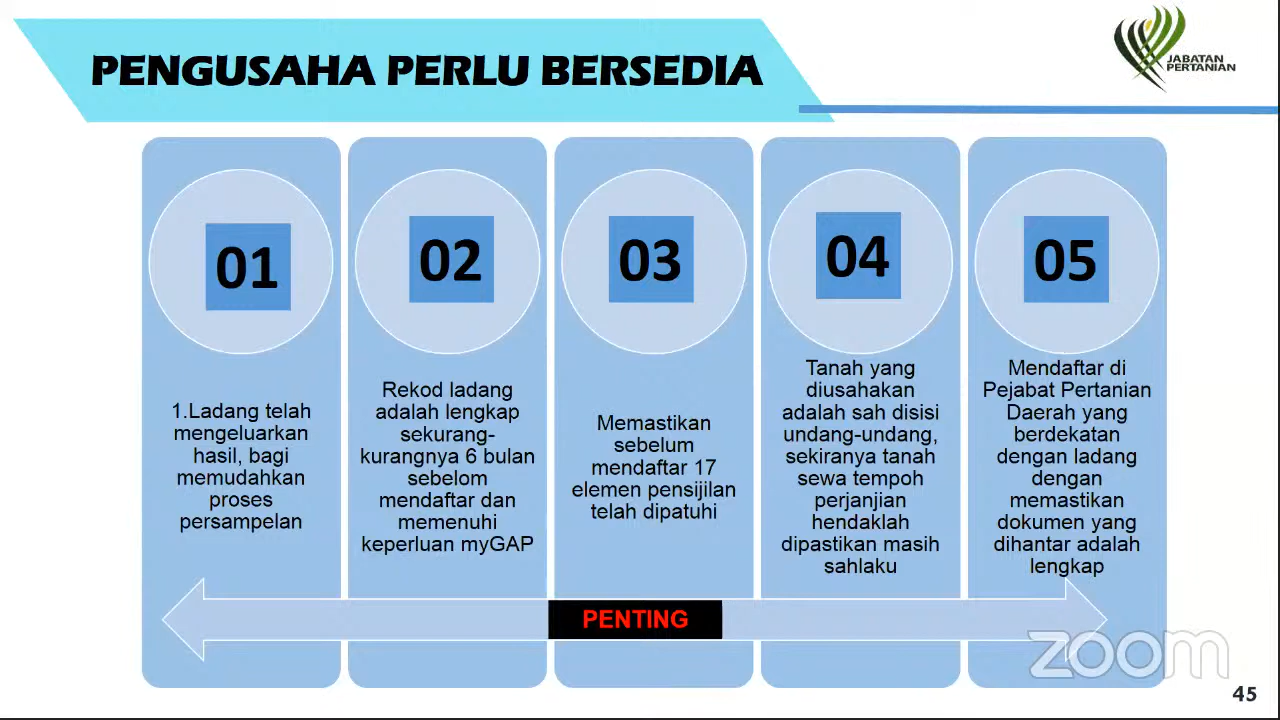 PENGUSAHA PERLU BERSEDIA
JABATAN
PERTANIAN
01
1.Ladang telah
mengeluarkan
hasil, bagi
memudahkan
proses
persampelan
02
Rekod ladang
adalah lengkap
sekurang-
kurangnya 6 bulan
sebelom
mendaftar dan
memenuhi
keperluan myGAP
03
Memastikan
sebelum
mendaftar 17
elemen pensijilan
telah dipatuhi
04
Tanah yang
diusahakan
adalah sah disisi
undang-undang,
sekiranya tanah
sewa tempoh
perjanjian
hendaklah
dipastikan masih
sahlaku
05
Mendaftar di
Pejabat Pertanian
Daerah yang
berdekatan
dengan ladang
dengan
memastikan
dokumen yang
dihantar adalah
lengkap
PENTING
zoom
45